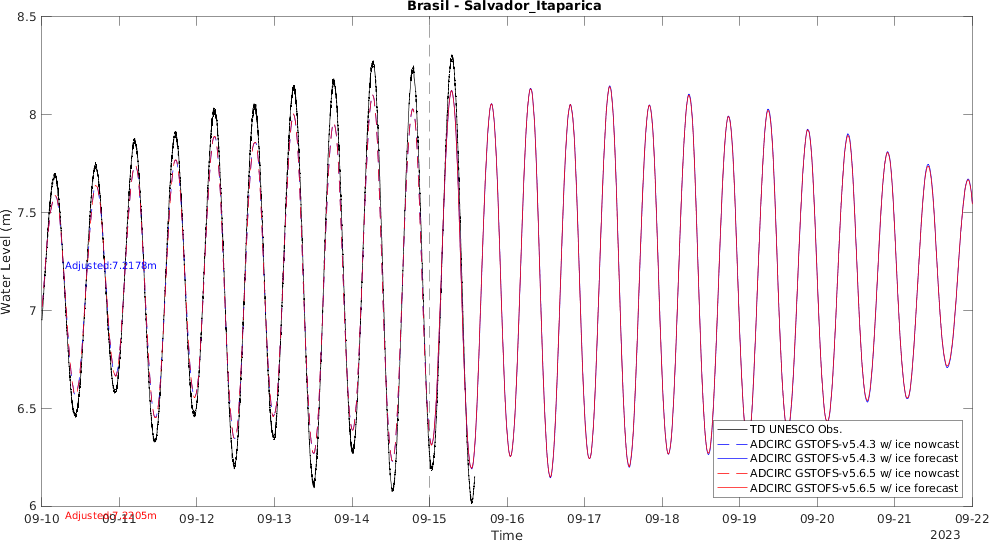 Brasil - Salvador_Itaparica
8.5
8
7.5
7
6.5
6
Water Level (m)
Adjusted:7.2178m
Adjusted:7.2205m
TD UNESCO Obs.
ADCIRC GSTOFS-v5.4.3 w/ ice nowcast
ADCIRC GSTOFS-v5.4.3 w/ ice forecast
ADCIRC GSTOFS-v5.6.5 w/ ice nowcast
ADCIRC GSTOFS-v5.6.5 w/ ice forecast
09-10 09-11 09-12 09-13 09-14 09-15 09-16 09-17 09-18 09-19 09-20 09-21 09-22
Time
2023